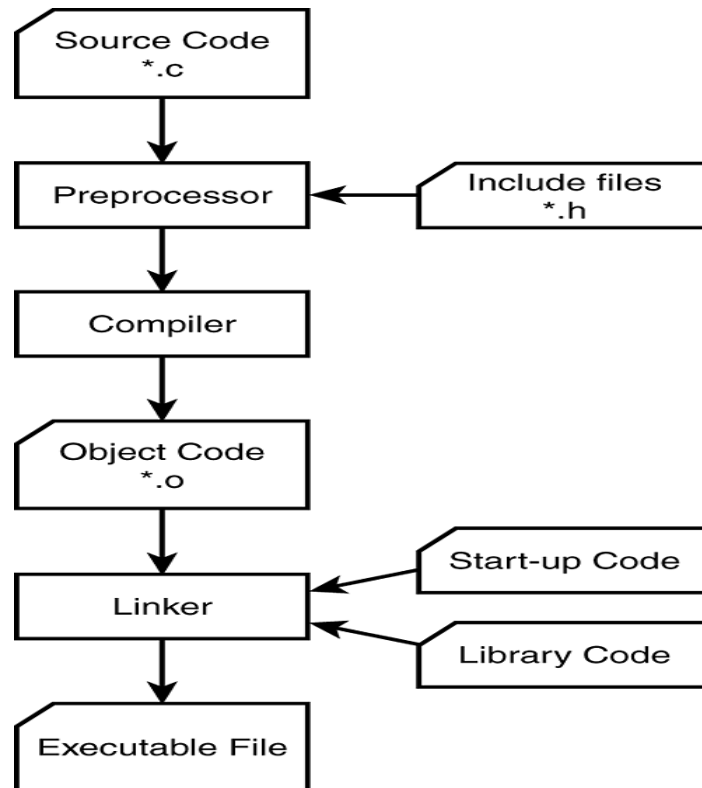 Source Code
*.c
Preprocessor
Include files
*.h
Compiler
Object Code
*.o
Start-up Code
Linker
Library Code
Executable File